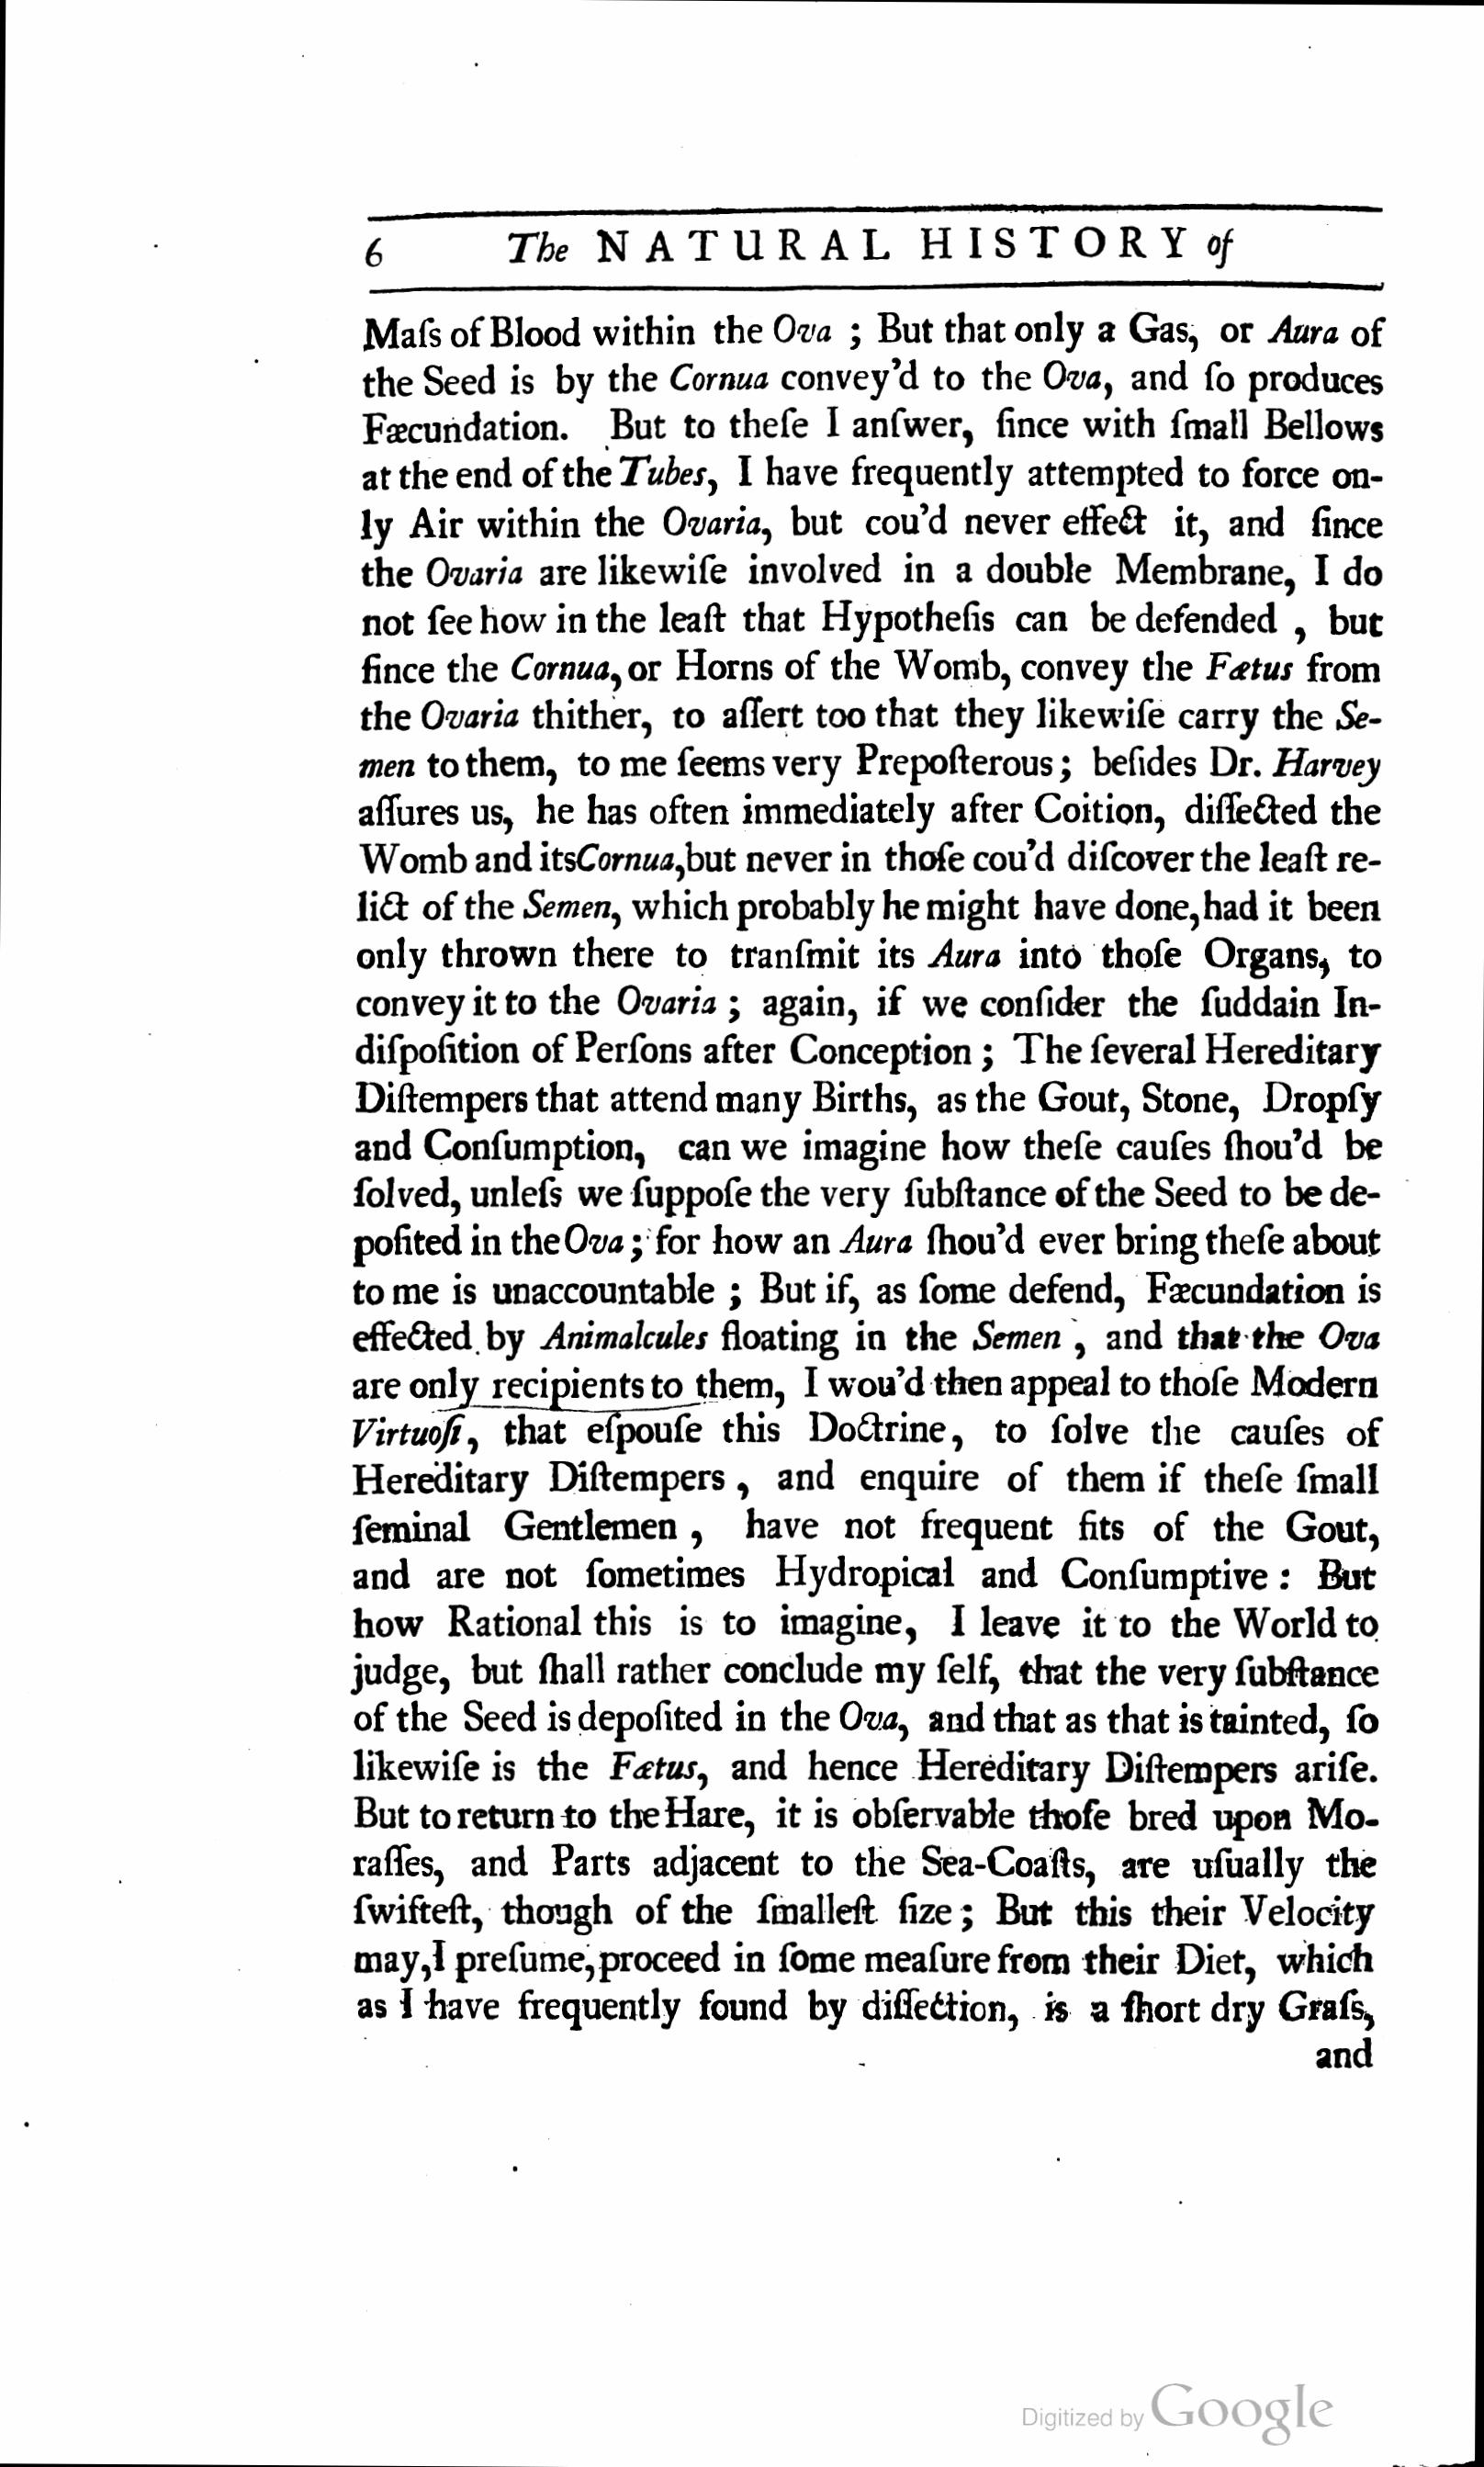 6 The NATURAL HISTORY of
Maſs of Blood within the Ova ; But that only a Gas, or Aura of
the Seed is by the Cornua convey'd to the Ova, and ſo produces
Fæcundation. But to theſe I anſwer, ſince with ſmall Bellows
at the end of the Tubes, I have frequently attempted to force on-
ly Air within the Ovaria, but cou'd never effect it, and ſince
the Ovaria are likewiſe involved in a double Membrane, I do
not ſee how in the leaſt that Hypotheſis can be defended , but
ſince the Cornua, or Horns of the Womb, convey the Fætus from
the Ovaria thither, to aſſert too that they likewiſe carry the Se-
men to them, to me ſeems very Prepoſterous; beſides Dr. Harvey
aſſures us, he has often immediately after Coition, diſſected the
Womb and itsCornua,but never in thoſe cou'd diſcover the leaſt re-
lict of the Semen, which probably he might have done,had it been
only thrown there to tranſmit its Aura into thoſe Organs, to
convey it to the Ovaria ; again, if we conſider the ſuddain In-
diſpoſition of Perſons after Conception ; The ſeveral Hereditary
Diſtempers that attend many Births, as the Gout, Stone, Dropſy
and Conſumption, can we imagine how theſe cauſes ſhou'd be
ſolved, unleſs we ſuppoſe the very ſubſtance of the Seed to be de-
poſited in the Ova ; for how an Aura ſhou'd ever bring theſe about
to me is unaccountable ; But if, as ſome defend, Fæcundation is
effected by Animalcules floating in the Semen , and that the Ova
are only recipients to them, I wou'd then appeal to thoſe Modern
Virtuoſi, that eſpouſe this Doctrine, to ſolve the cauſes of
Hereditary Diſtempers , and enquire of them if theſe ſmall
ſeminal Gentlemen , have not frequent fits of the Gout,
and are not ſometimes Hydropical and Conſumptive : But
how Rational this is to imagine, I leave it to the World to
judge, but ſhall rather conclude my ſelf, that the very ſubſtance
of the Seed is depoſited in the Ova, and that as that is tainted, ſo
likewiſe is the Fætus, and hence Hereditary Diſtempers ariſe.
But to return to the Hare, it is obſervable thoſe bred upon Mo-
raſſes, and Parts adjacent to the Sea-Coaſts, are uſually the
ſwifteſt, though of the ſmalleſt ſize ; But this their Velocity
may,I preſume,proceed in ſome meaſure from their Diet, which
as I have frequently found by diſſection, is a ſhort dry Graſs,
and
Digitized by Google